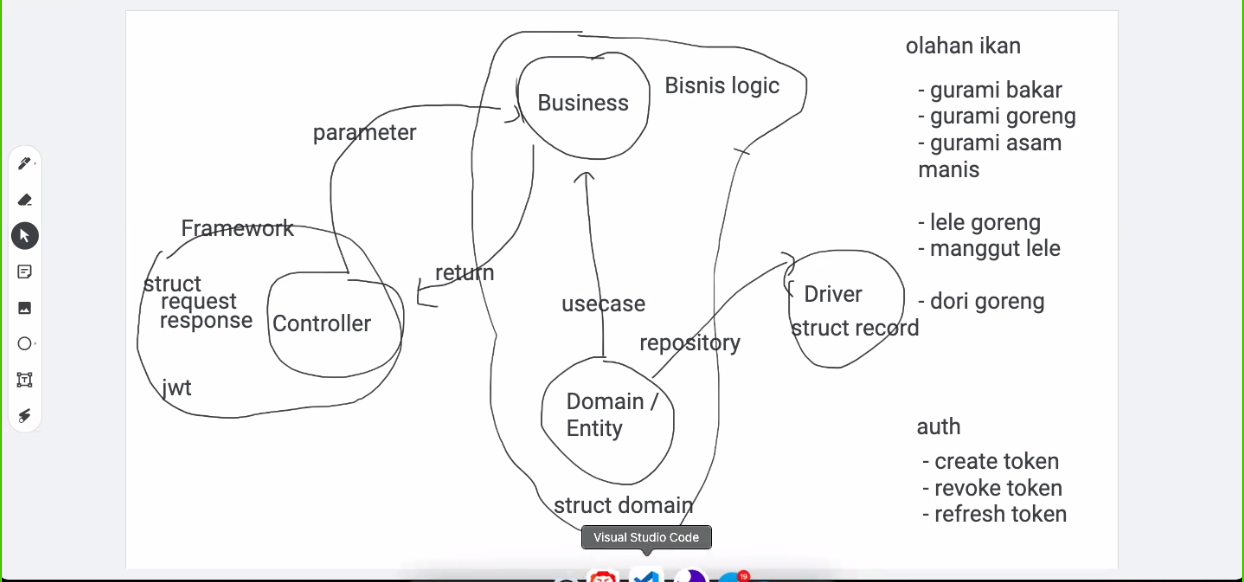 olahan ikan
- gurami bakar
- gurami goreng
- gurami asam
manis
- lele goreng
- manggut lele
- dori goreng
Business
Bisnis logic
parameter
Framework
struct
request
response
Controller
jwt
return
usecase
repository
Driver
struct record
Domain /
Entity
struct domain
auth
- create token
- revoke token
- refresh token
Visual Studio Code
19